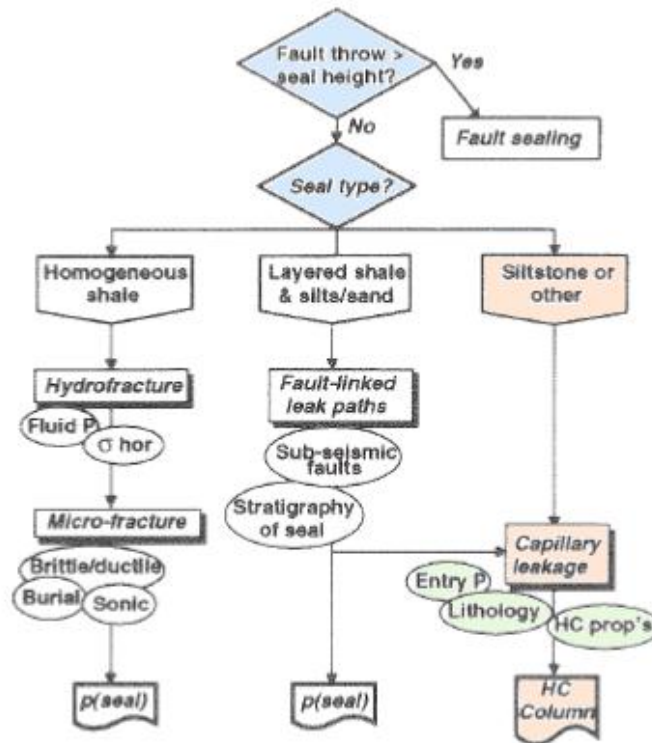 Fault throw >
seal height?
Yes
Fault sealing
No
Seal type?
Homogeneous
shale
Layered shale
& silts/sand
Siltstone or
other
Hydrofracture
Fluid P
σ hor
Fault-linked
leak paths
Sub-seismic
faults
Stratigraphy
of seal
Micro-fracture
Brittle/ductile
Burial
Sonic
Capillary
leakage
Entry P
Lithology
HC prop's
p(seal)
p(seal)
HC
Column